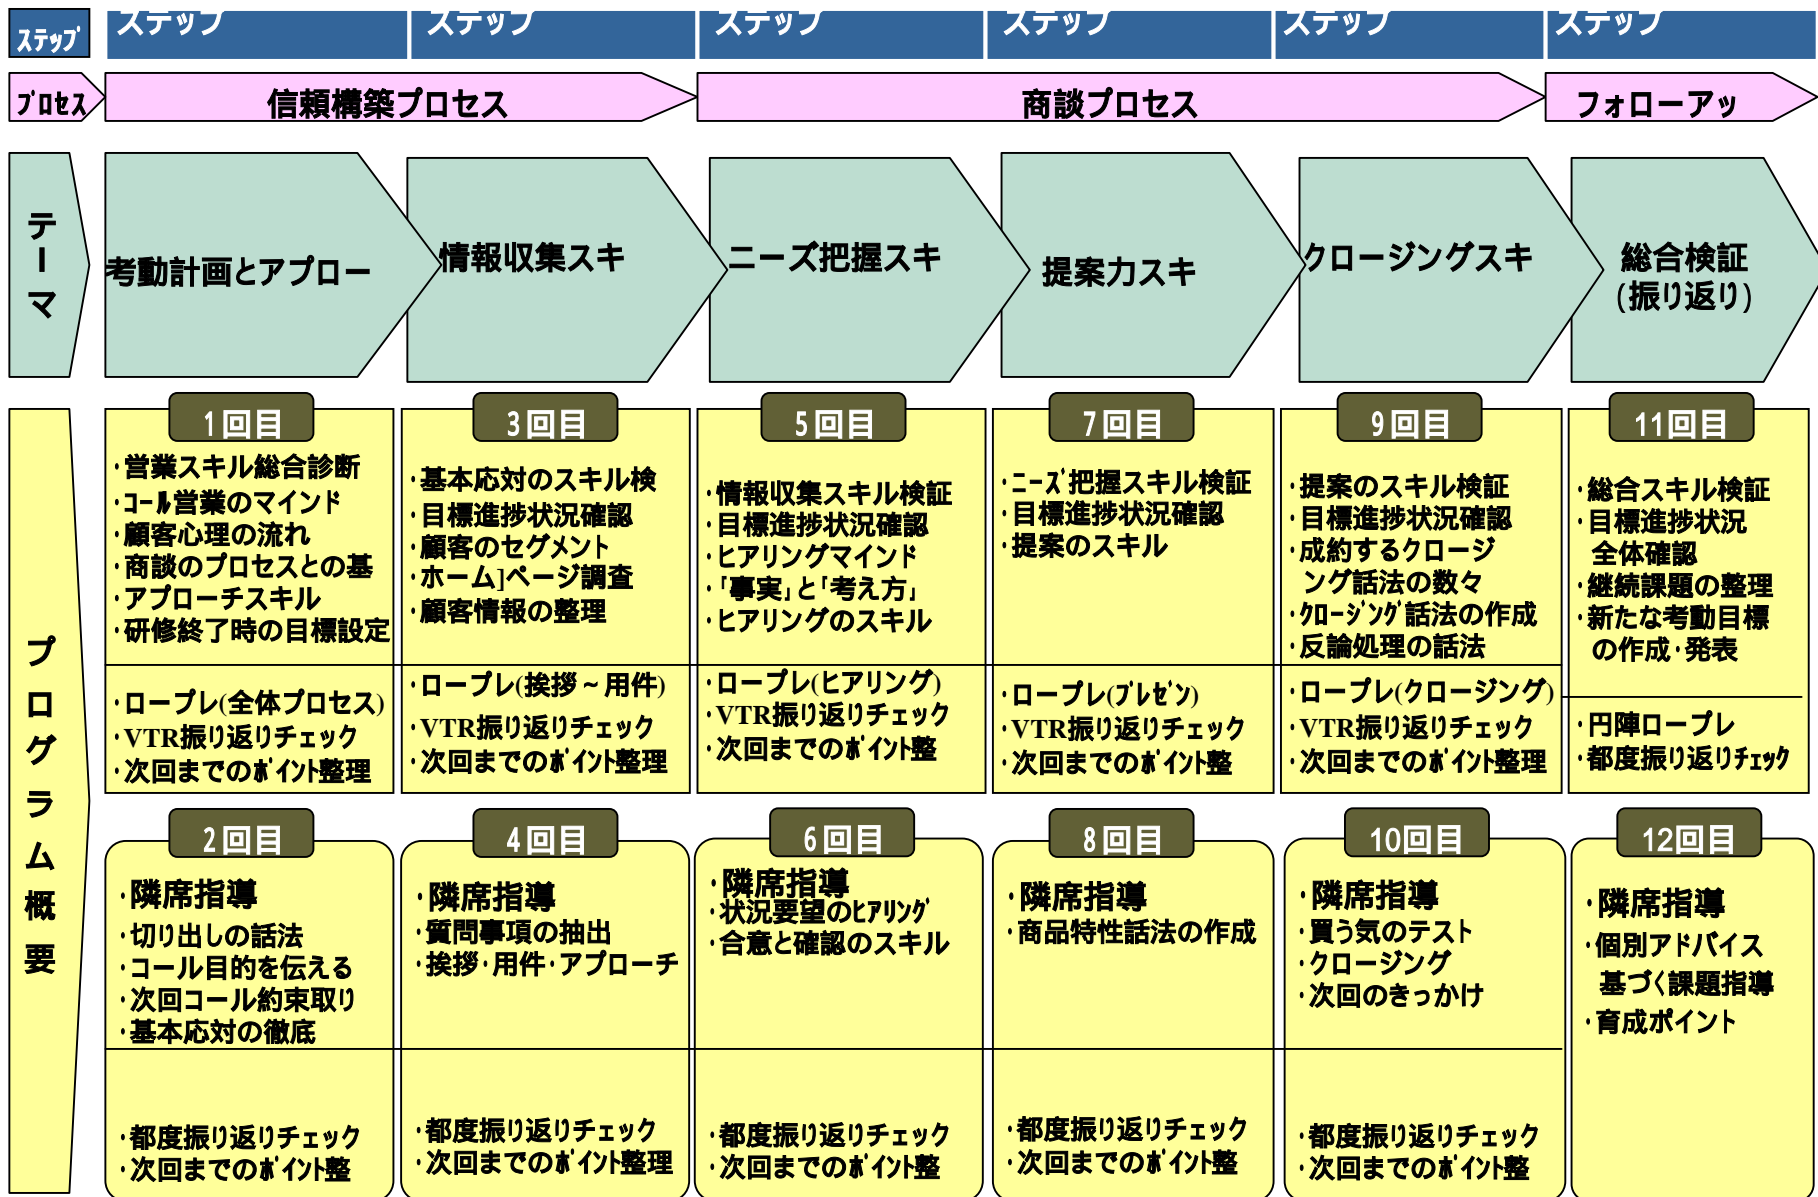 ステップ
ステップ
ステップ
ステップ
ステップ
ステップ
ステップ
プロセス
信頼構築プロセス
商談プロセス
フォローアッ
テーマ
考動計画とアプロー
情報収集スキ
ニーズ把握スキ
提案力スキ
クロージングスキ
総合検証
(振り返り)
プログラム概要
1回目
・営業スキル総合診断
・コール営業のマインド
・顧客心理の流れ
・商談のプロセスとの基
・アプローチスキル
・研修終了時の目標設定
・ロープレ(全体プロセス)
・VTR振り返りチェック
・次回までのポイント整理
3回目
・基本応対のスキル検
・目標進捗状況確認
・顧客のセグメント
・ホーム]ページ調査
・顧客情報の整理
・ロープレ(挨拶~用件)
・VTR振り返りチェック
・次回までのポイント整理
5回目
・情報収集スキル検証
・目標進捗状況確認
・ヒアリングマインド
・「事実」と「考え方」
・ヒアリングのスキル
・ロープレ(ヒアリング)
・VTR振り返りチェック
・次回までのポイント整
7回目
・ニーズ把握スキル検証
・目標進捗状況確認
・提案のスキル
・ロープレ(プレゼン)
・VTR振り返りチェック
・次回までのポイント整
9回目
・提案のスキル検証
・目標進捗状況確認
・成約するクロージ
ング話法の数々
・クロージング話法の作成
・反論処理の話法
・ロープレ(クロージング)
・VTR振り返りチェック
・次回までのポイント整理
11回目
・総合スキル検証
・目標進捗状況
全体確認
・継続課題の整理
・新たな考動目標
の作成・発表
・円陣ロープレ
・都度振り返りチェック
2回目
・隣席指導
・切り出しの話法
・コール目的を伝える
・次回コール約束取り
・基本応対の徹底
・都度振り返りチェック
・次回までのポイント整
4回目
・隣席指導
・質問事項の抽出
・挨拶・用件・アプローチ
・都度振り返りチェック
・次回までのポイント整理
6回目
・隣席指導
・状況要望のヒアリング
・合意と確認のスキル
・都度振り返りチェック
・次回までのポイント整
8回目
・隣席指導
・商品特性話法の作成
・都度振り返りチェック
・次回までのポイント整
10回目
・隣席指導
・買う気のテスト
・クロージング
・次回のきっかけ
・都度振り返りチェック
・次回までのポイント整
12回目
・隣席指導
・個別アドバイス
基づく課題指導
・育成ポイント